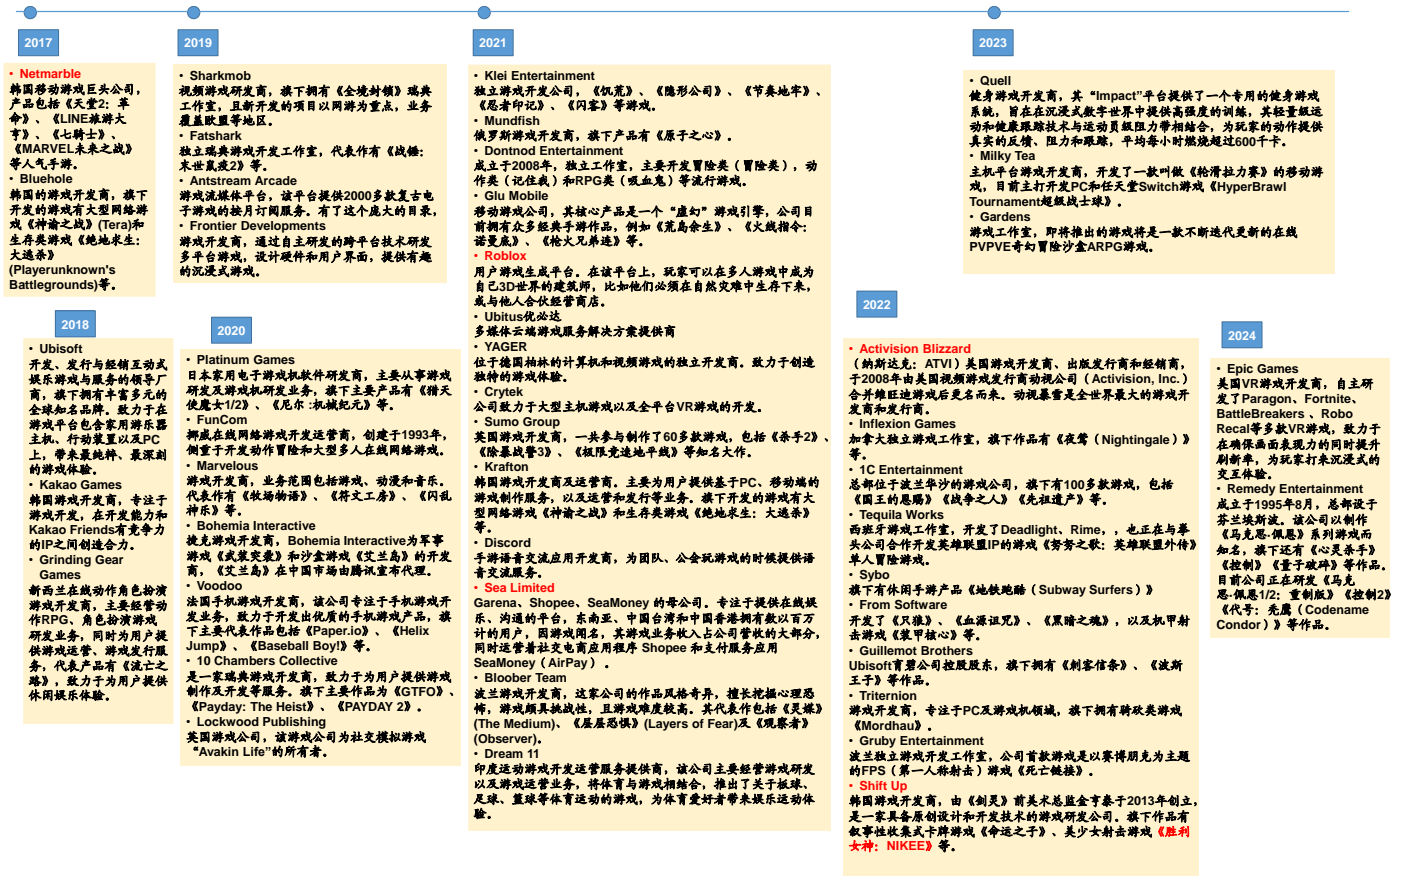 2017
• Netmarble
韩国移动游戏巨头公司，
产品包括《天堂2：革
命》、《LINE旅游大
亨》、《七骑士》、
《MARVEL未来之战》
等人气手游。
• Bluehole
韩国的游戏开发商，旗下
开发的游戏有大型网络游
戏《神谕之战》(Tera)和
生存类游戏《绝地求生：
大逃杀》
(Playerunknown's
Battlegrounds)等。
2018
• Ubisoft
开发、发行与经销互动式
娱乐游戏与服务的领导厂
商，旗下拥有丰富多元的
全球知名品牌。致力于在
游戏平台包含家用游乐器
主机、行动装置以及PC
上，带来最纯粹、最深刻
的游戏体验。
• Kakao Games
韩国游戏开发商，专注于
游戏开发，在开发能力和
Kakao Friends有竞争力
的IP之间创造合力。
• Grinding Gear
Games
新西兰在线动作角色扮演
游戏开发商，主要经营动
作RPG、角色扮演游戏
研发业务，同时为用户提
供游戏运营、游戏发行服
务，代表产品有《流亡之
路》，致力于为用户提供
休闲娱乐体验。
2019
• Sharkmob
视频游戏研发商，旗下拥有《全境封锁》瑞典
工作室，且新开发的项目以网游为重点，业务
覆盖欧盟等地区。
• Fatshark
独立瑞典游戏开发工作室，代表作有《战锤：
末世鼠疫2》等。
• Antstream Arcade
游戏流媒体平台，该平台提供2000多款复古电
子游戏的按月订阅服务。有了这个庞大的目录，
• Frontier Developments
游戏开发商，通过自主研发的跨平台技术研发
多平台游戏，设计硬件和用户界面，提供有趣
的沉浸式游戏。
2020
• Platinum Games
日本家用电子游戏机软件研发商，主要从事游戏
研发及游戏机研发业务，旗下主要产品有《猎天
使魔女1/2》、《尼尔 :机械纪元》等。
• FunCom
挪威在线网络游戏开发运营商，创建于1993年，
侧重于开发动作冒险和大型多人在线网络游戏。
• Marvelous
游戏开发商，业务范围包括游戏、动漫和音乐。
代表作有《牧场物语》、《符文工房》、《闪乱
神乐》等。
• Bohemia Interactive
捷克游戏开发商，Bohemia Interactive为军事
游戏《武装突袭》和沙盒游戏《艾兰岛》的开发
商，《艾兰岛》在中国市场由腾讯宣布代理。
• Voodoo
法国手机游戏开发商，该公司专注于手机游戏开
发业务，致力于开发出优质的手机游戏产品，旗
下主要代表作品包括《Paper.io》、《Helix
Jump》、《Baseball Boy!》等。
• 10 Chambers Collective
是一家瑞典游戏开发商，致力于为用户提供游戏
制作及开发等服务。旗下主要作品为《GTFO》、
《Payday: The Heist》、《PAYDAY 2》。
• Lockwood Publishing
英国游戏公司，该游戏公司为社交模拟游戏
“Avakin Life”的所有者。
2021
• Klei Entertainment
独立游戏开发公司，《饥荒》、《隐形公司》、《节奏地牢》、
《忍者印记》、《闪客》等游戏。
• Mundfish
俄罗斯游戏开发商，旗下产品有《原子之心》。
• Dontnod Entertainment
成立于2008年，独立工作室，主要开发冒险类（冒险类），动
作类（记住我）和RPG类（吸血鬼）等流行游戏。
• Glu Mobile
移动游戏公司，其核心产品是一个“虚幻”游戏引擎，公司目
前拥有众多经典手游作品，例如《荒岛余生》、《火线指令：
诺曼底》、《枪火兄弟连》等。
• Roblox
用户游戏生成平台。在该平台上，玩家可以在多人游戏中成为
自己3D世界的建筑师，比如他们必须在自然灾难中生存下来，
或与他人合伙经营商店。
• Ubitus优必达
多媒体云端游戏服务解决方案提供商
• YAGER
位于德国柏林的计算机和视频游戏的独立开发商。致力于创造
独特的游戏体验。
• Crytek
公司致力于大型主机游戏以及全平台VR游戏的开发。
• Sumo Group
英国游戏开发商，一共参与制作了60多款游戏，包括《杀手2》、
《除暴战警3》、《极限竞速地平线》等知名大作。
• Krafton
韩国游戏开发商及运营商。主要为用户提供基于PC、移动端的
游戏制作服务，以及运营和发行等业务。旗下开发的游戏有大
型网络游戏《神谕之战》和生存类游戏《绝地求生：大逃杀》
等。
• Discord
手游语音交流应用开发商，为团队、公会玩游戏的时候提供语
音交流服务。
• Sea Limited
Garena、Shopee、SeaMoney 的母公司。专注于提供在线娱
乐、沟通的平台，东南亚、中国台湾和中国香港拥有数以百万
计的用户，因游戏闻名，其游戏业务收入占公司营收的大部分，
同时运营着社交电商应用程序 Shopee 和支付服务应用
SeaMoney（AirPay）。
• Bloober Team
波兰游戏开发商，这家公司的作品风格奇异，擅长挖掘心理恐
怖，游戏颇具挑战性，且游戏难度较高。其代表作包括《灵媒》
(The Medium)、《层层恐惧》(Layers of Fear)及《观察者》
(Observer)。
• Dream 11
印度运动游戏开发运营服务提供商，该公司主要经营游戏研发
以及游戏运营业务，将体育与游戏相结合，推出了关于板球、
足球、篮球等体育运动的游戏，为体育爱好者带来娱乐运动体
验。
2022
• Activision Blizzard
（纳斯达克：ATVI）美国游戏开发商、出版发行商和经销商，
于2008年由美国视频游戏发行商动视公司（Activision, Inc.）
合并维旺迪游戏后更名而来。动视暴雪是全世界最大的游戏开
发商和发行商。
• Inflexion Games
加拿大独立游戏工作室，旗下作品有《夜莺（Nightingale）》
等。
• 1C Entertainment
总部位于波兰华沙的游戏公司，旗下有100多款游戏，包括
《国王的恩赐》《战争之人》《先祖遗产》等。
• Tequila Works
西班牙游戏工作室，开发了Deadlight、Rime，，也正在与拳
头公司合作开发英雄联盟IP的游戏《努努之歌：英雄联盟外传》
单人冒险游戏。
• Sybo
旗下有休闲手游产品《地铁跑酷（Subway Surfers）》
• From Software
开发了《只狼》、《血源诅咒》、《黑暗之魂》，以及机甲射
击游戏《装甲核心》等。
• Guillemot Brothers
Ubisoft育碧公司控股股东，旗下拥有《刺客信条》、《波斯
王子》等作品。
• Triternion
游戏开发商，专注于PC及游戏机领域，旗下拥有骑砍类游戏
《Mordhau》。
• Gruby Entertainment
波兰独立游戏开发工作室，公司首款游戏是以赛博朋克为主题
的FPS（第一人称射击）游戏《死亡链接》。
• Shift Up
韩国游戏开发商，由《剑灵》前美术总监金亨泰于2013年创立，
是一家具备原创设计和开发技术的游戏研发公司。旗下作品有
叙事性收集式卡牌游戏《命运之子》、美少女射击游戏《胜利
女神：NIKEE》等。
2023
• Quell
健身游戏开发商，其“Impact”平台提供了一个专用的健身游戏
系统，旨在在沉浸式数字世界中提供高强度的训练，其轻量级运
动和健康跟踪技术与运动员级阻力带相结合，为玩家的动作提供
真实的反馈、阻力和跟踪，平均每小时燃烧超过600千卡。
• Milky Tea
主机平台游戏开发商，开发了一款叫做《轮滑拉力赛》的移动游
戏，目前主打开发PC和任天堂Switch游戏《HyperBrawl
Tournament超级战士球》。
• Gardens
游戏工作室，即将推出的游戏将是一款不断迭代更新的在线
PVPVE奇幻冒险沙盒ARPG游戏。
2024
• Epic Games
美国VR游戏开发商，自主研
发了Paragon、Fortnite、
BattleBreakers 、Robo
Recal等多款VR游戏，致力于
在确保画面表现力的同时提升
刷新率，为玩家打来沉浸式的
交互体验。
• Remedy Entertainment
成立于1995年8月，总部设于
芬兰埃斯波。该公司以制作
《马克思·佩恩》系列游戏而
知名，旗下还有《心灵杀手》
《控制》《量子破碎》等作品。
目前公司正在研发《马克
思·佩恩1/2：重制版》《控制2》
《代号：秃鹰（Codename
Condor）》等作品。